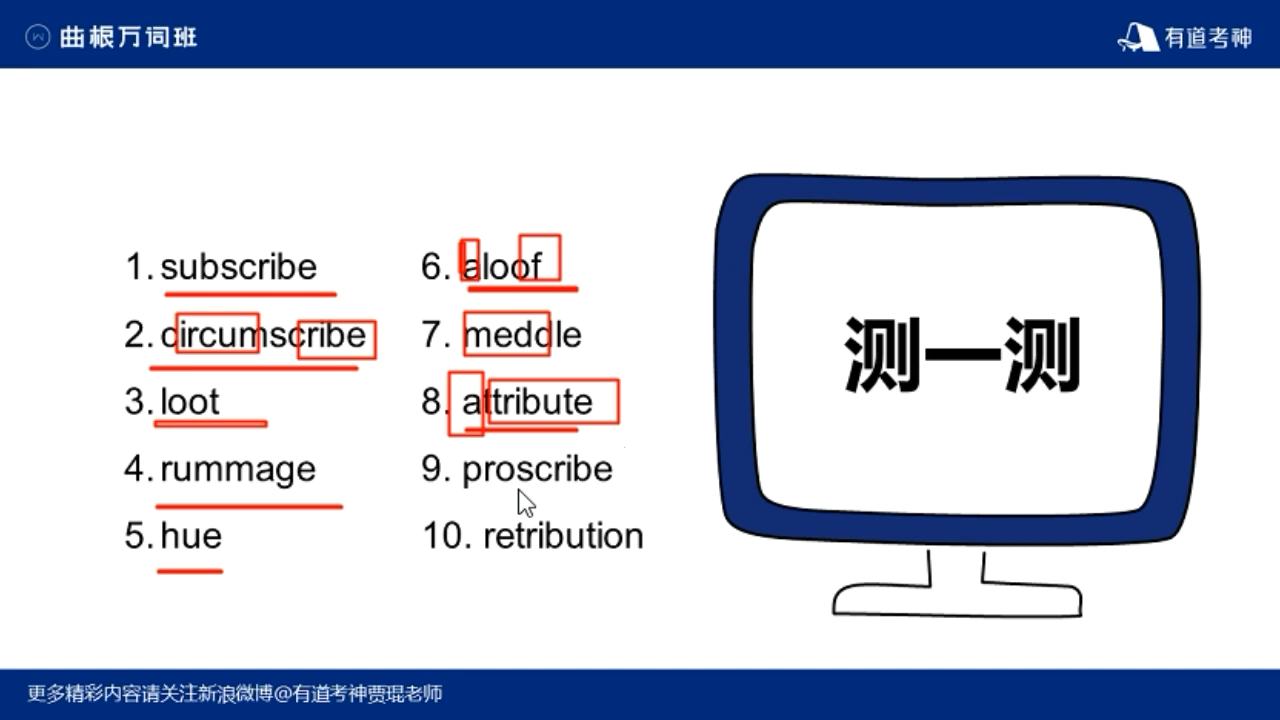 曲根万词班
有道考神
1. subscribe
2. circumscribe
3. loot
4. rummage
5. hue
6. aloof
7. meddle
8. attribute
9. proscribe
10. retribution
测一测
更多精彩内容请关注新浪微博@有道考神贾琨老师